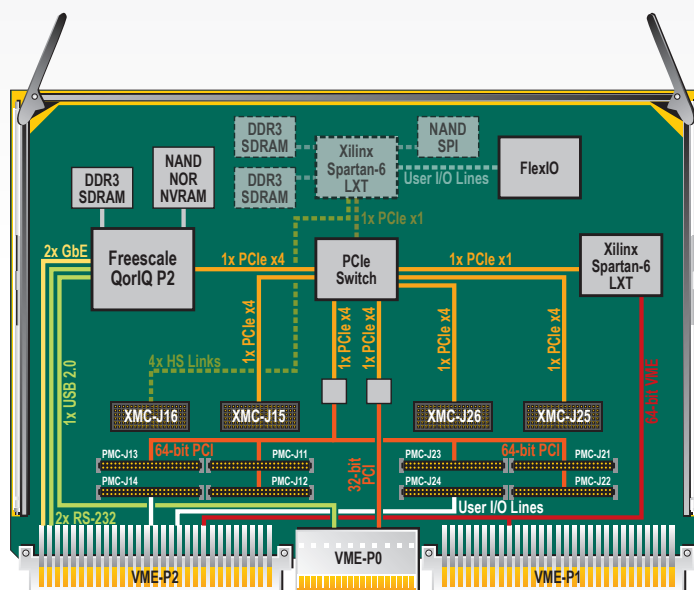 DDR3
SDRAM
NAND
SPI
Xilinx
Spartan-6
LXT
DDR3
SDRAM
FlexIO
User I/O Lines
NAND
NOR
NVRAM
DDR3
SDRAM
1x PCIe x1
2x GbE
Freescale
QorIQ P2
1x PCIe x4
PCIe
Switch
1x PCIe x1
Xilinx
Spartan-6
LXT
1x PCIe x4
1x PCIe x4
1x PCIe x4
1x PCIe x4
1x PCIe x4
4x HS Links
1x USB 2.0
64-bit VME
XMC-J16
XMC-J15
XMC-J26
XMC-J25
PMC-J13
64-bit PCI
PMC-J11
PMC-J23
64-bit PCI
PMC-J21
PMC-J14
PMC-J12
32-bit
PCI
PMC-J24
PMC-J22
User I/O Lines
2x RS-232
VME-P2
VME-P0
VME-P1